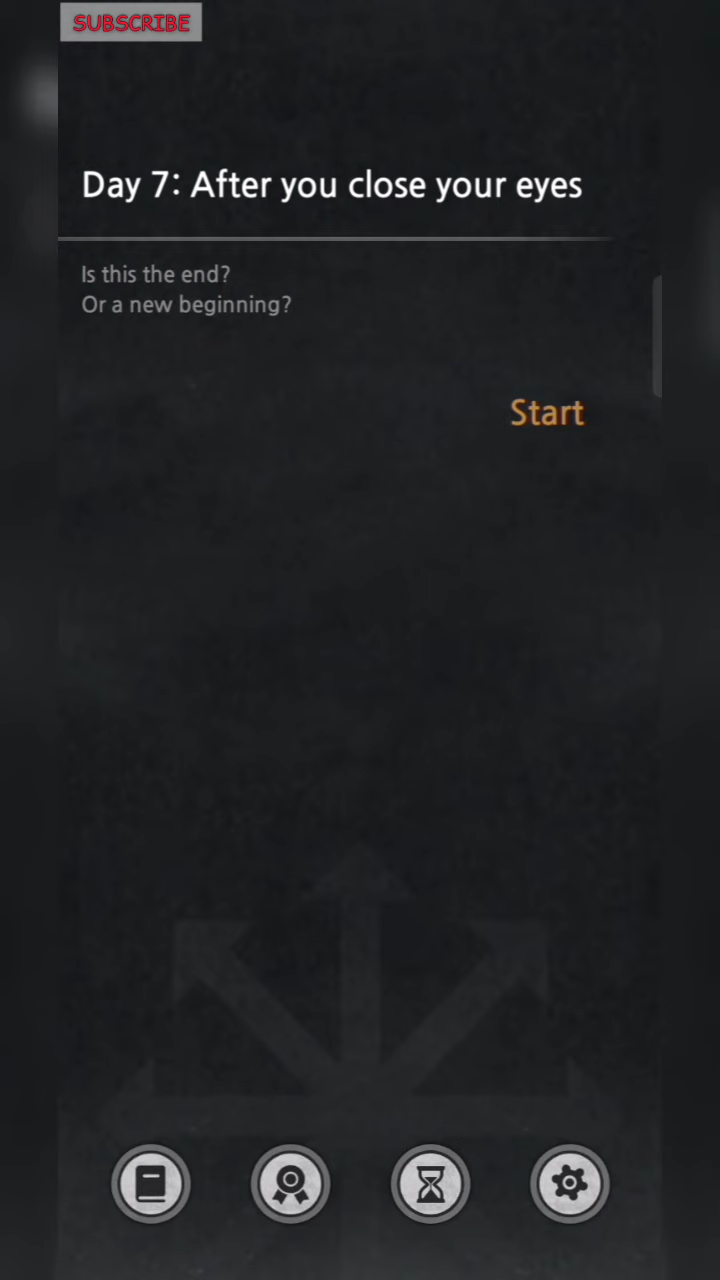 SUBSCRIBE
Day 7: After you close your eyes
Is this the end?
Or a new beginning?
Start